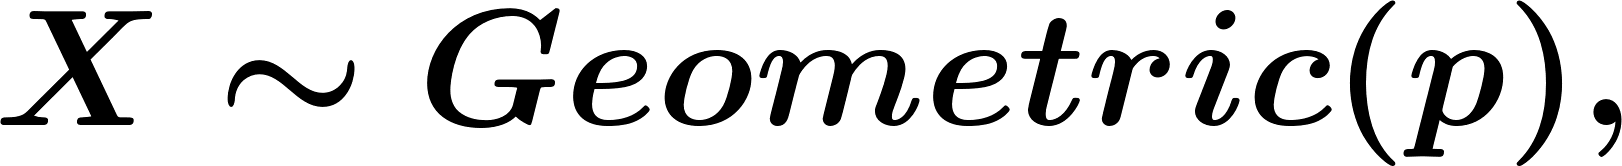 X ~ Geometric(p),